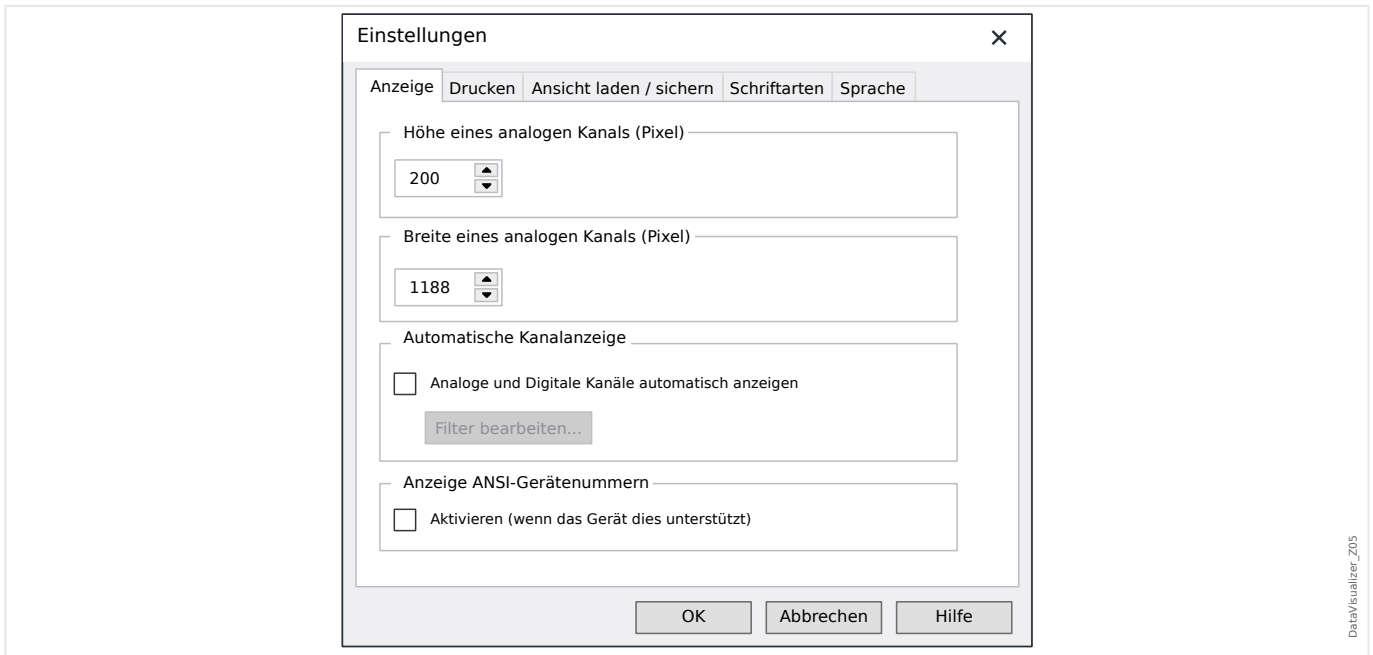 Einstellungen
Anzeige Drucken Ansicht laden / sichern Schriftarten Sprache
Höhe eines analogen Kanals (Pixel)
200
Breite eines analogen Kanals (Pixel)
1188
Automatische Kanalanzeige
Analoge und Digitale Kanäle automatisch anzeigen
Filter bearbeiten...
Anzeige ANSI-Gerätenummern
Aktivieren (wenn das Gerät dies unterstützt)
OK Abbrechen Hilfe
DataVisualizer_Z05